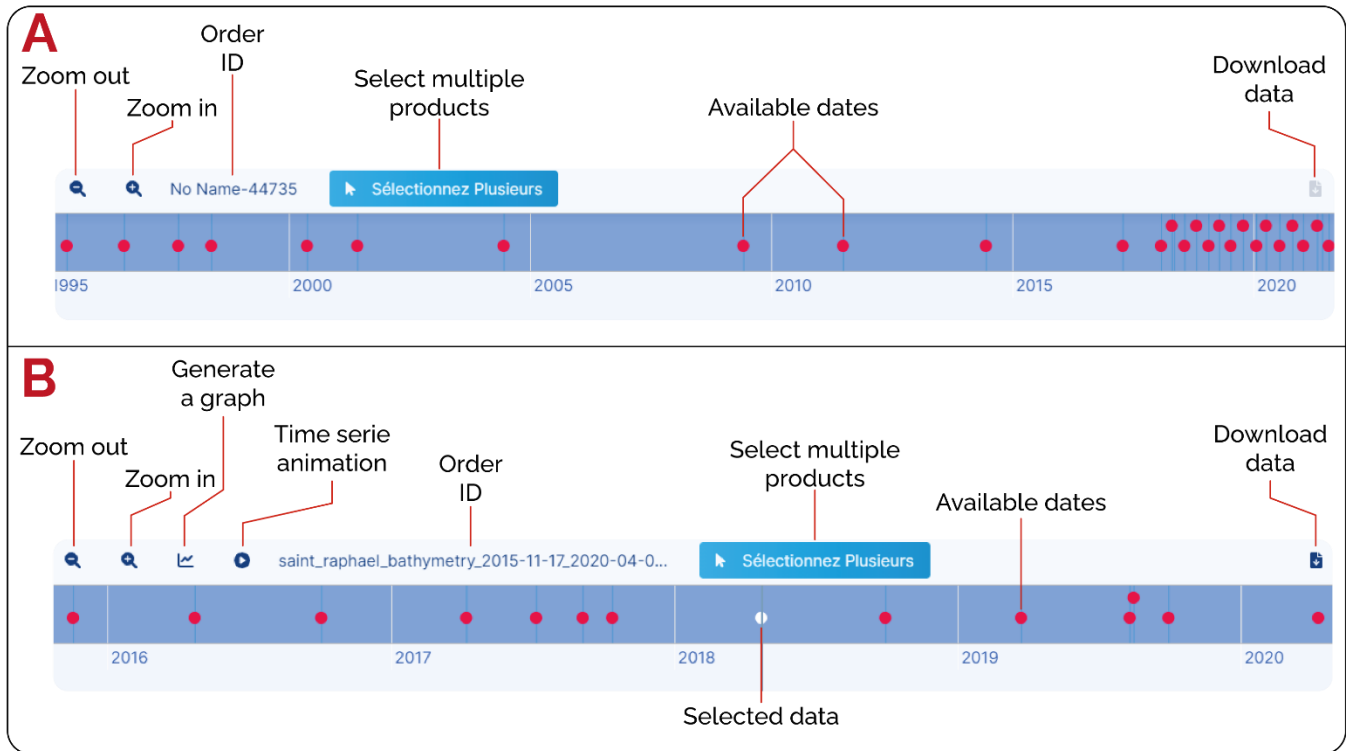 A
Order
ID
Zoom out
Zoom in
Select multiple
products
Available dates
Download
data
No Name-44735
Sélectionnez Plusieurs
1995
2000
2005
2010
2015
2020
B
Generate
a graph
Zoom out
Zoom in
Time serie
animation
Order
ID
Select multiple
products
Available dates
Download
data
saint_raphael_bathymetry_2015-11-17_2020-04-0...
Sélectionnez Plusieurs
2016
2017
2018
2019
2020
Selected data